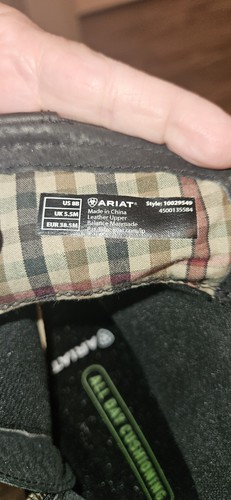 US 8B
UK 5.5M
EUR 38.5M
ARIAT®
Made in China
Leather Upper
Balance Manmade
Style: 10029549
4500135584
ARIAT
ALL DAY CUSHIONING